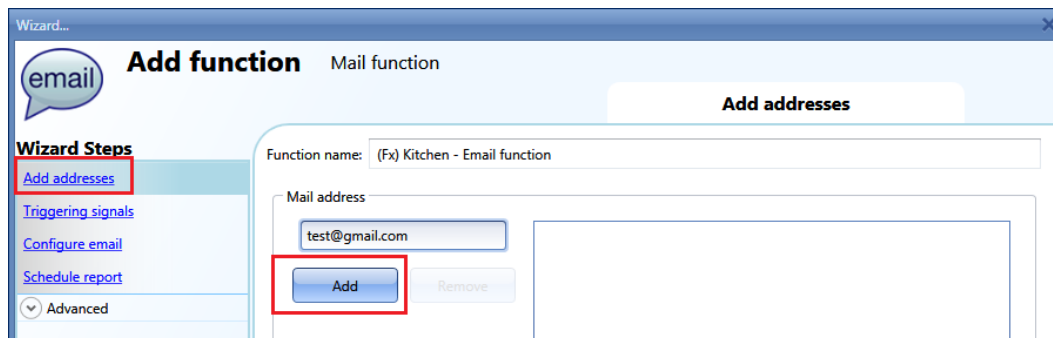 Wizard...
email
Add function Mail function
Add addresses
Wizard Steps
Add addresses
Triggering signals
Configure email
Schedule report
Advanced
Function name: (Fx) Kitchen - Email function
Mail address
test@gmail.com
Add Remove